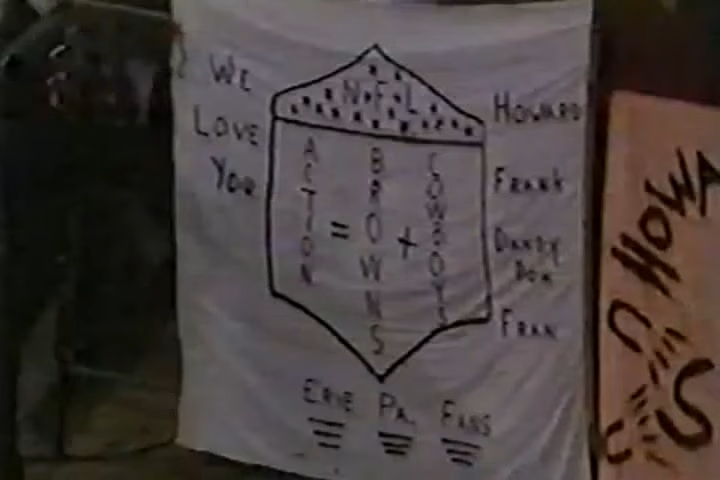 WE
LOVE
YOU
N.F.L
ACTION = BROWNS + COWBOYS
HOWARD
FRANK
DANDY
DON
FRAN
ERIE PA. FANS
HOWA